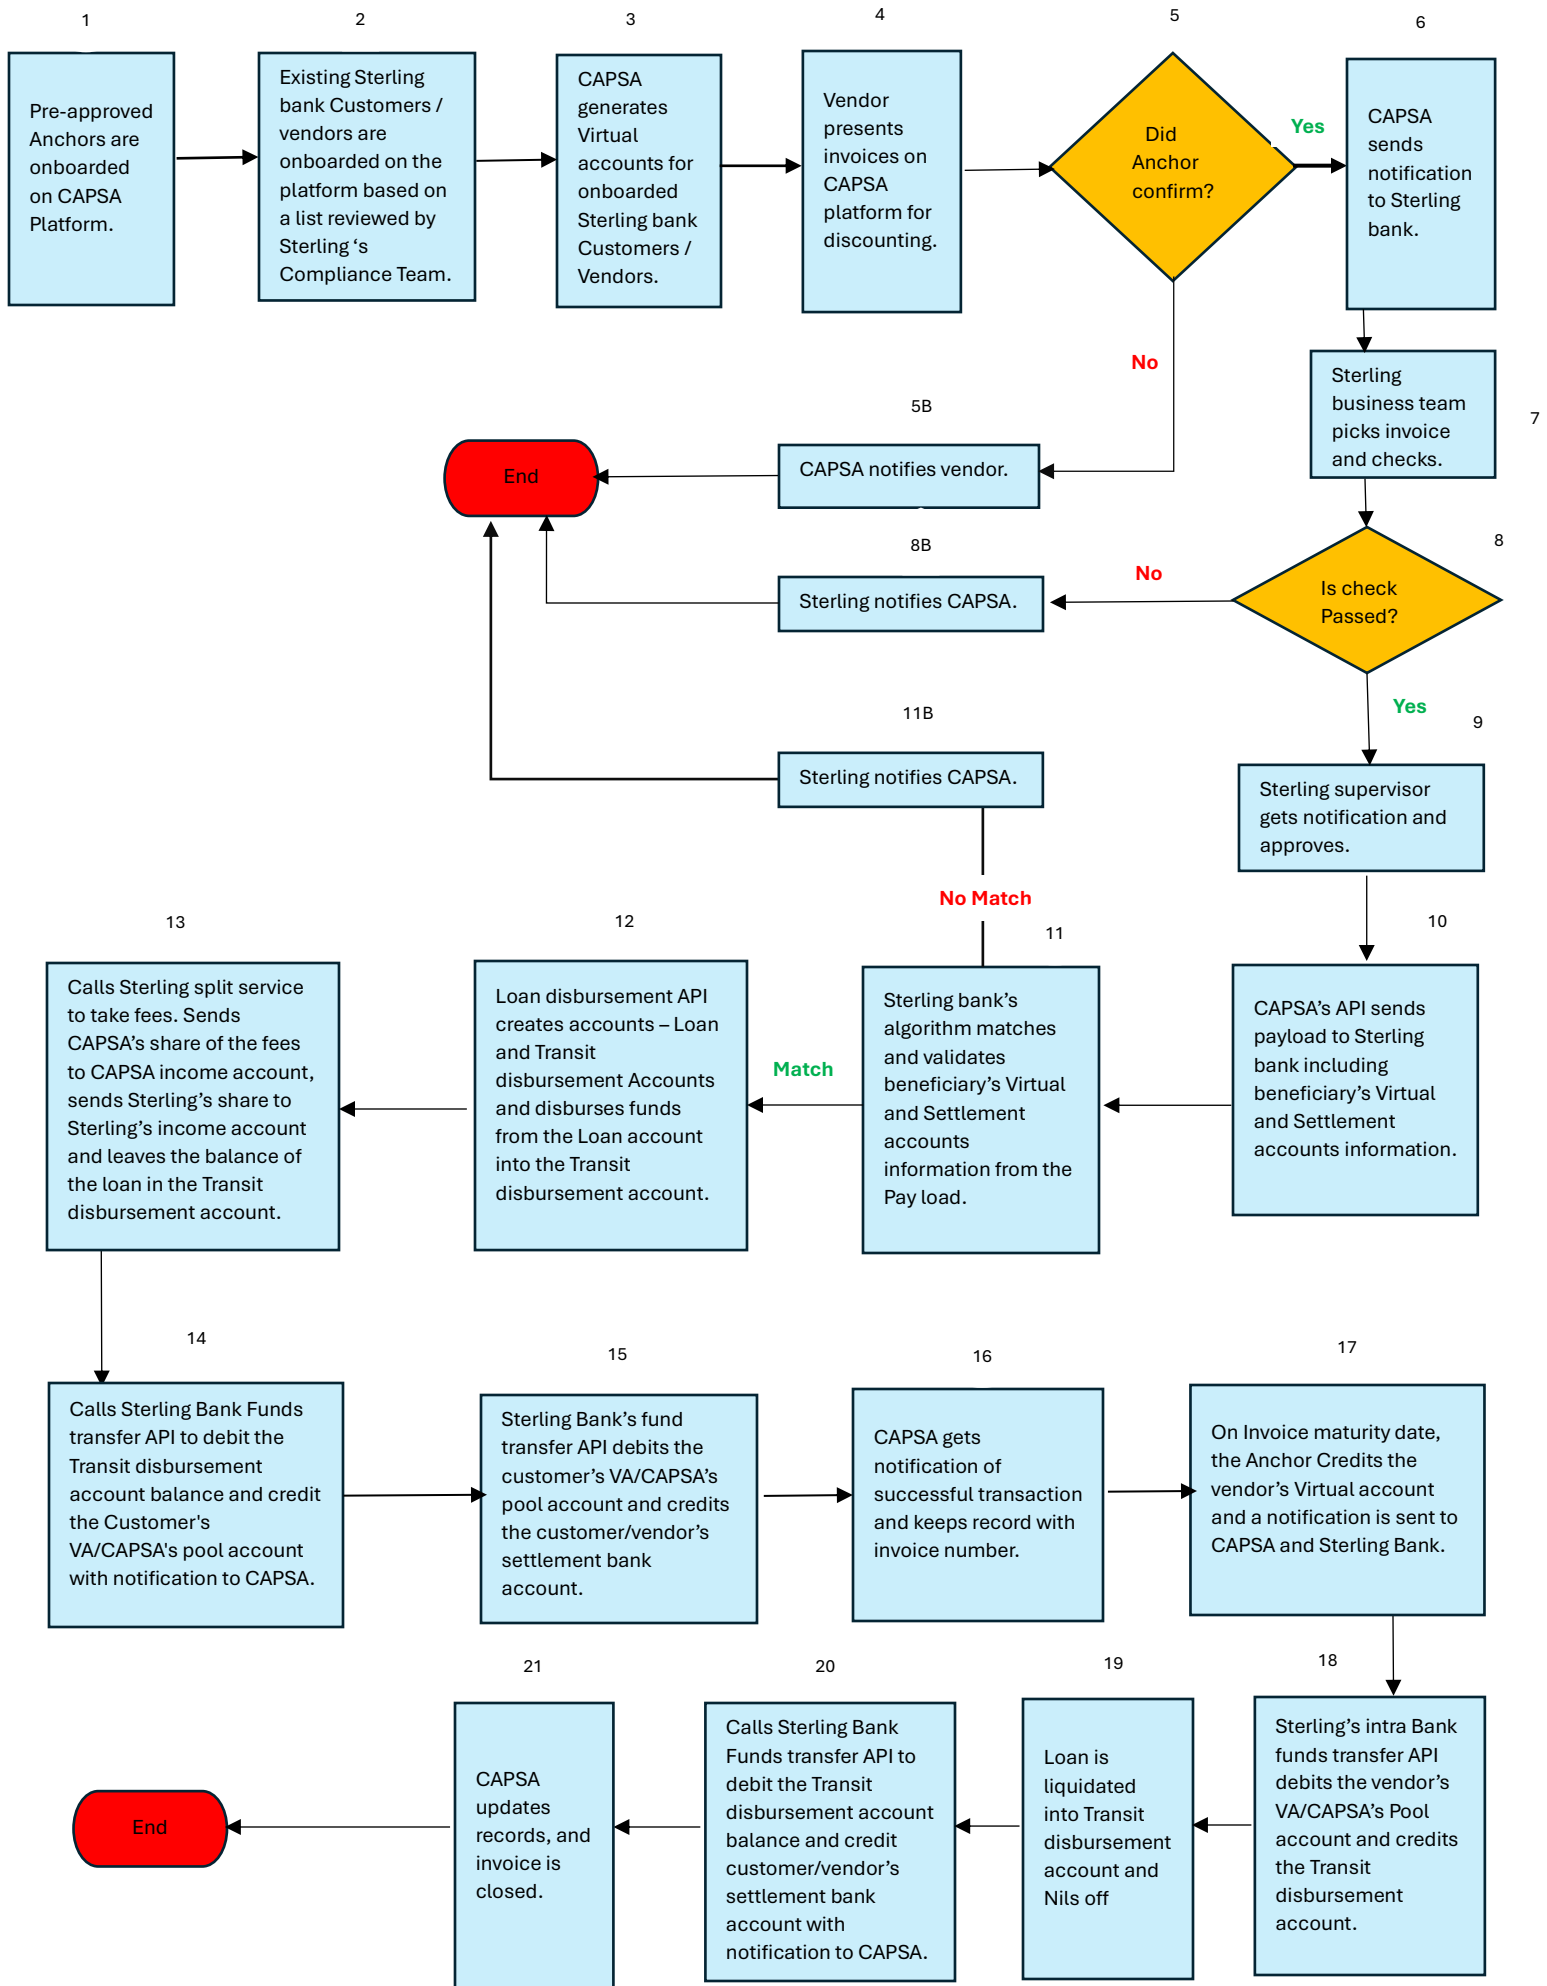 1
Pre-approved
Anchors are
onboarded
on CAPSA
Platform.
2
Existing Sterling
bank Customers /
vendors are
onboarded on the
platform based on
a list reviewed by
Sterling ‘s
Compliance Team.
3
CAPSA
generates
Virtual
accounts for
onboarded
Sterling bank
Customers /
Vendors.
4
Vendor
presents
invoices on
CAPSA
platform for
discounting.
5
Did
Anchor
confirm?
Yes
6
CAPSA
sends
notification
to Sterling
bank.
No
7
Sterling
business team
picks invoice
and checks.
5B
CAPSA notifies vendor.
End
8
Is check
Passed?
No
8B
Sterling notifies CAPSA.
Yes
9
Sterling supervisor
gets notification and
approves.
11B
Sterling notifies CAPSA.
No Match
10
CAPSA’s API sends
payload to Sterling
bank including
beneficiary’s Virtual
and Settlement
accounts information.
11
Sterling bank’s
algorithm matches
and validates
beneficiary’s Virtual
and Settlement
accounts
information from the
Pay load.
Match
12
Loan disbursement API
creates accounts – Loan
and Transit
disbursement Accounts
and disburses funds
from the Loan account
into the Transit
disbursement account.
13
Calls Sterling split service
to take fees. Sends
CAPSA’s share of the fees
to CAPSA income account,
sends Sterling’s share to
Sterling’s income account
and leaves the balance of
the loan in the Transit
disbursement account.
14
Calls Sterling Bank Funds
transfer API to debit the
Transit disbursement
account balance and credit
the Customer's
VA/CAPSA's pool account
with notification to CAPSA.
15
Sterling Bank’s fund
transfer API debits the
customer’s VA/CAPSA’s
pool account and credits
the customer/vendor’s
settlement bank
account.
16
CAPSA gets
notification of
successful transaction
and keeps record with
invoice number.
17
On Invoice maturity date,
the Anchor Credits the
vendor’s Virtual account
and a notification is sent to
CAPSA and Sterling Bank.
18
Sterling’s intra Bank
funds transfer API
debits the vendor’s
VA/CAPSA’s Pool
account and credits
the Transit
disbursement
account.
19
Loan is
liquidated
into Transit
disbursement
account and
Nils off
20
Calls Sterling Bank
Funds transfer API to
debit the Transit
disbursement account
balance and credit
customer/vendor’s
settlement bank
account with
notification to CAPSA.
21
CAPSA
updates
records, and
invoice is
closed.
End